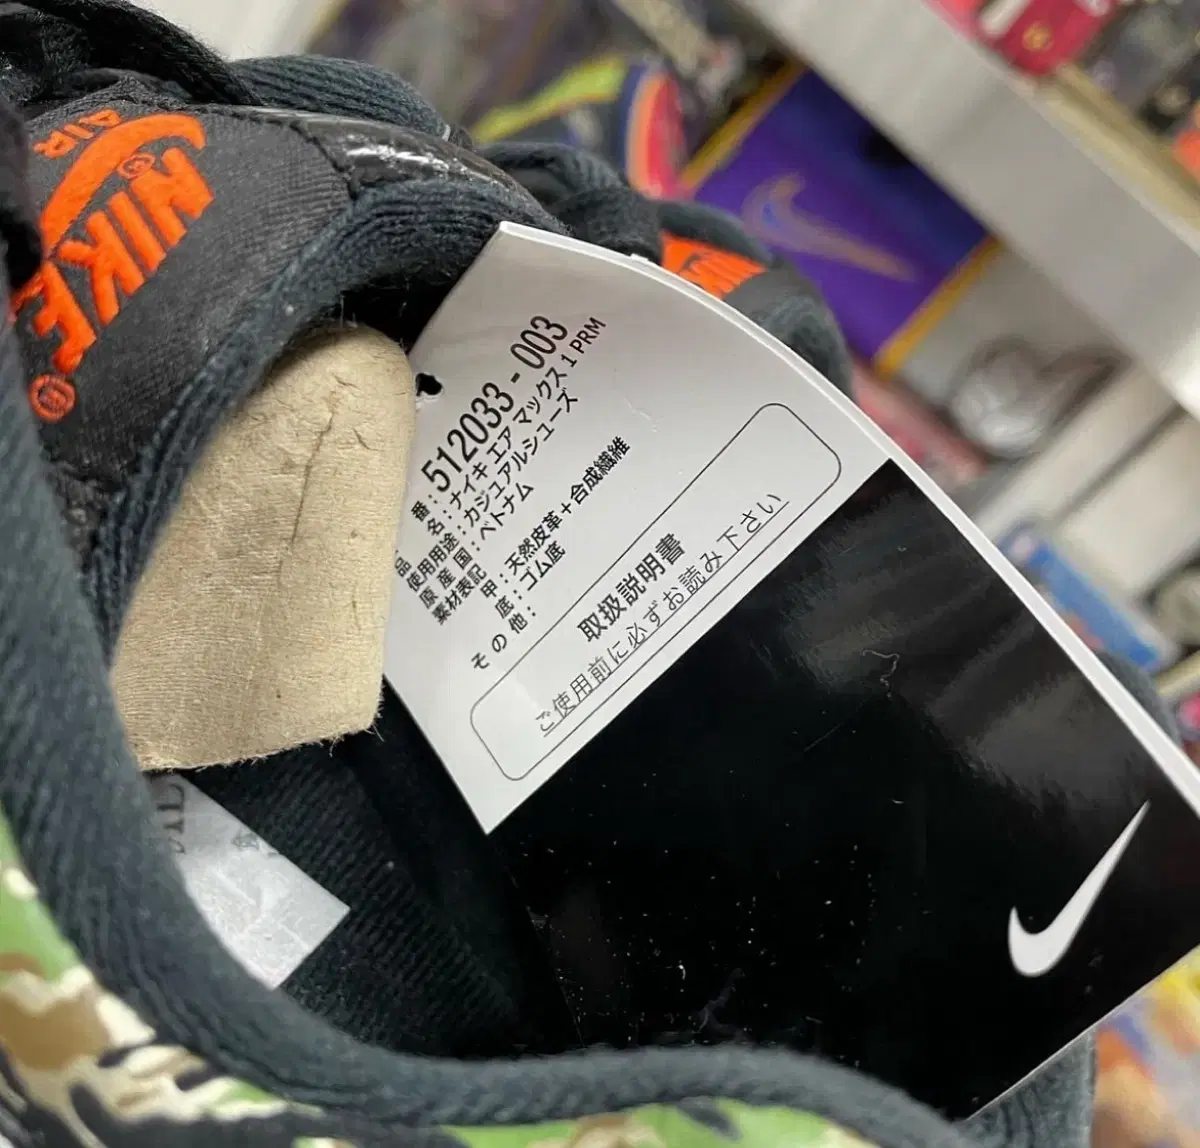 AIR
NIKE
番：512033 - 003
品 名：ナイキ エア マックス 1 PRM
使用用途：カジュアルシューズ
原産国：ベトナム
素材表記 甲：天然皮革＋合成繊維
底：ゴム底
その他：
取扱説明書
ご使用前に必ずお読み下さい